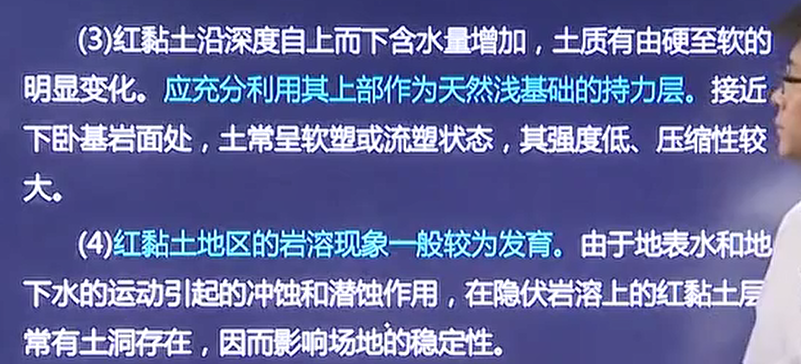 (3)红黏土沿深度自上而下含水量增加，土质有由硬至软的
明显变化。应充分利用其上部作为天然浅基础的持力层。接近
下卧基岩面处，土常呈软塑或流塑状态，其强度低、压缩性较
大。
(4)红黏土地区的岩溶现象一般较为发育。由于地表水和地
下水的运动引起的冲蚀和潜蚀作用，在隐伏岩溶上的红黏土层
常有土洞存在，因而影响场地的稳定性。